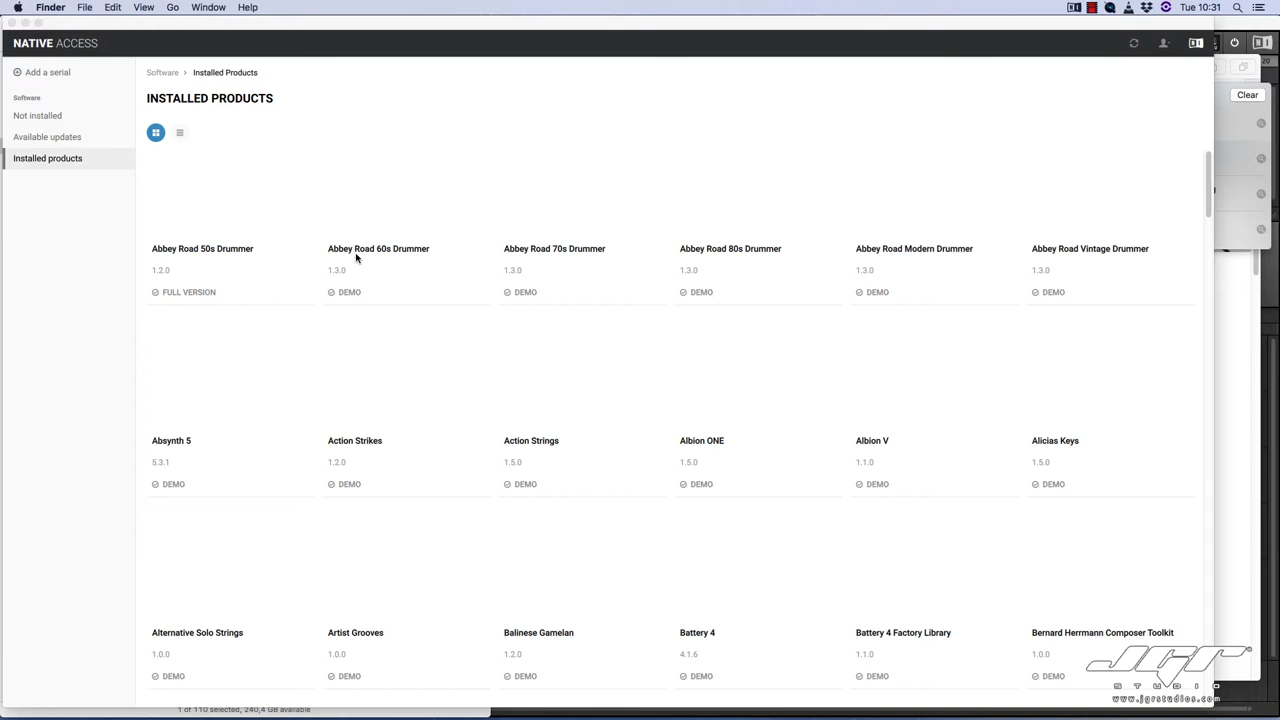 Finder File Edit View Go Window Help Tue 10:31
NATIVE ACCESS
Add a serial
Software
Not installed
Available updates
Installed products
Software › Installed Products
INSTALLED PRODUCTS
Abbey Road 50s Drummer Abbey Road 60s Drummer Abbey Road 70s Drummer Abbey Road 80s Drummer Abbey Road Modern Drummer Abbey Road Vintage Drummer
1.2.0 1.3.0 1.3.0 1.3.0 1.3.0 1.3.0
FULL VERSION DEMO DEMO DEMO DEMO DEMO
Absynth 5 Action Strikes Action Strings Albion ONE Albion V Alicias Keys
5.3.1 1.2.0 1.5.0 1.5.0 1.1.0 1.5.0
DEMO DEMO DEMO DEMO DEMO DEMO
Alternative Solo Strings Artist Grooves Balinese Gamelan Battery 4 Battery 4 Factory Library Bernard Herrmann Composer Toolkit
1.0.0 1.0.0 1.2.0 4.1.6 1.1.0 1.0.0
DEMO DEMO DEMO DEMO DEMO DEMO
20
Clear
1 of 110 selected, 240,4 GB available
JGR
STUDIOS
www.jgrstudios.com